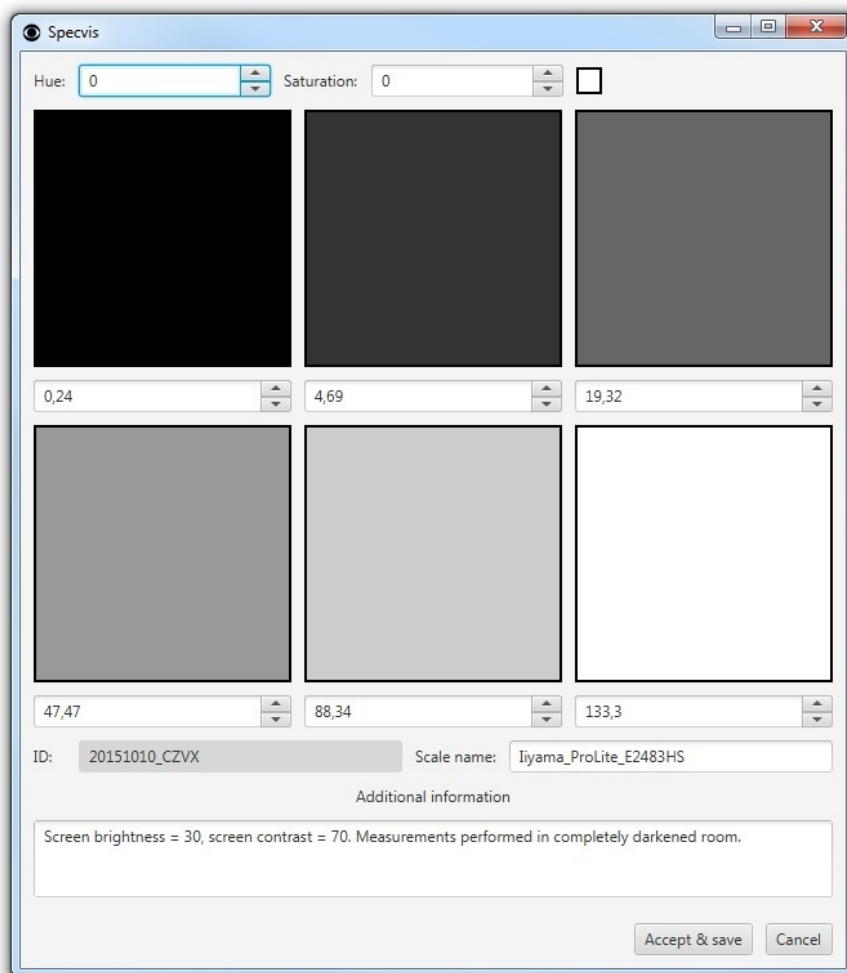 Specvis
Hue: 0 Saturation: 0
0,24 4,69 19,32
47,47 88,34 133,3
ID: 20151010_CZVX Scale name: Iiyama_ProLite_E2483HS
Additional information
Screen brightness = 30, screen contrast = 70. Measurements performed in completely darkened room.
Accept & save Cancel